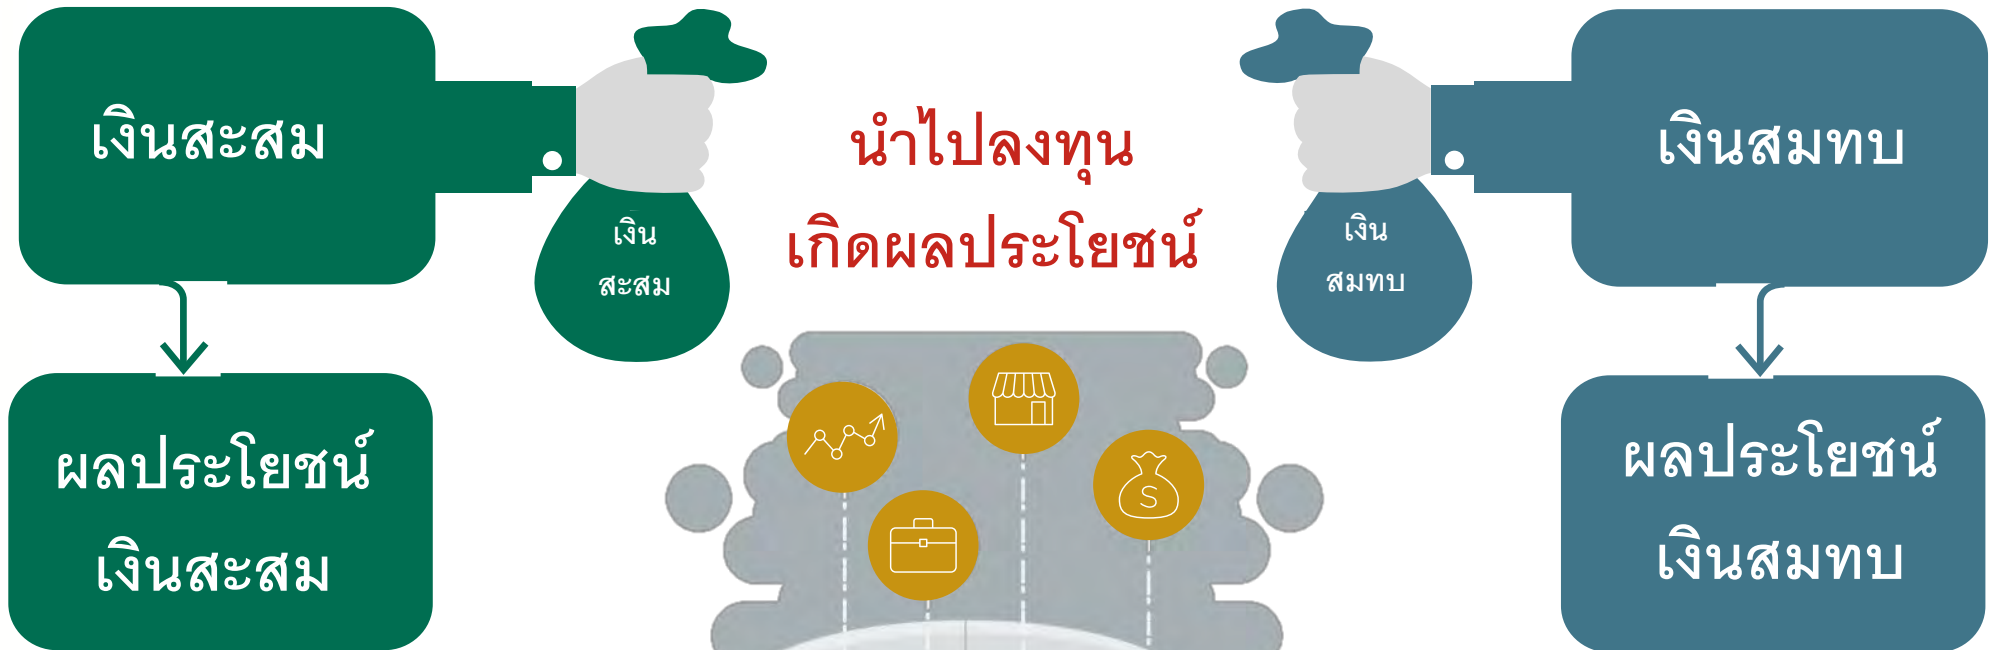 เงินสะสม
เงิน
สะสม
นำไปลงทุน
เกิดผลประโยชน์
เงิน
สมทบ
เงินสมทบ
ผลประโยชน์
เงินสะสม
S
ผลประโยชน์
เงินสมทบ